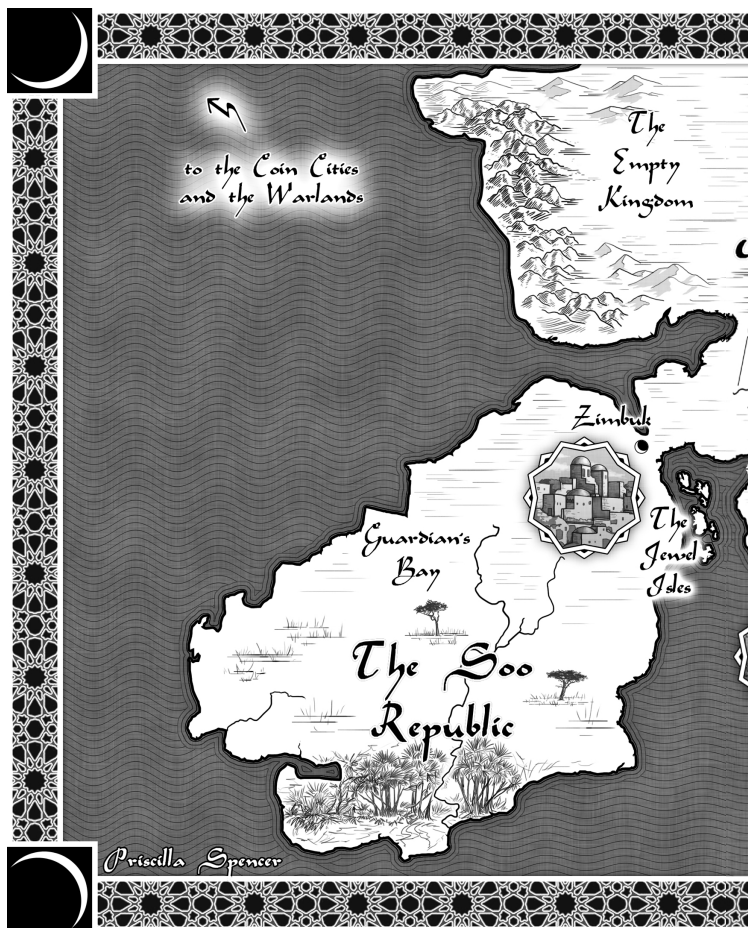 to the Coin Cities
and the Warlands
The
Empty
Kingdom
Zimbuk
Guardian's
Bay
The
Jewel
Isles
The Soo
Republic
Priscilla Spencer